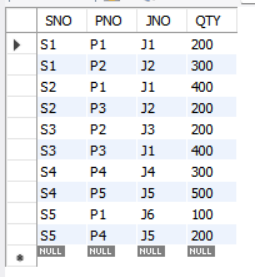 SNO PNO JNO QTY
S1 P1 J1 200
S1 P2 J2 300
S2 P1 J1 400
S2 P3 J2 200
S3 P2 J3 200
S3 P3 J1 400
S4 P4 J4 300
S4 P5 J5 500
S5 P1 J6 100
S5 P4 J5 200
NULL NULL NULL NULL